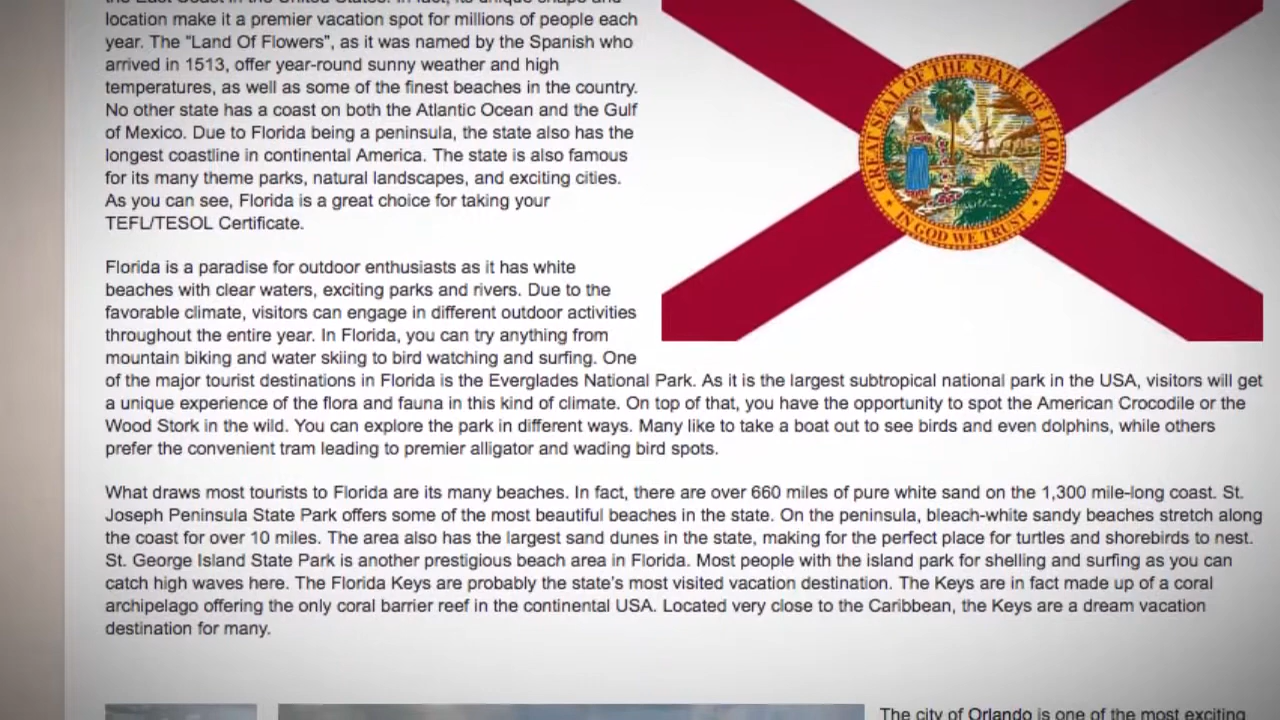 the East Coast in the United States. In fact, its unique shape and
location make it a premier vacation spot for millions of people each
year. The “Land Of Flowers”, as it was named by the Spanish who
arrived in 1513, offer year-round sunny weather and high
temperatures, as well as some of the finest beaches in the country.
No other state has a coast on both the Atlantic Ocean and the Gulf
of Mexico. Due to Florida being a peninsula, the state also has the
longest coastline in continental America. The state is also famous
for its many theme parks, natural landscapes, and exciting cities.
As you can see, Florida is a great choice for taking your
TEFL/TESOL Certificate.
GREAT SEAL OF THE STATE OF FLORIDA
IN GOD WE TRUST
Florida is a paradise for outdoor enthusiasts as it has white
beaches with clear waters, exciting parks and rivers. Due to the
favorable climate, visitors can engage in different outdoor activities
throughout the entire year. In Florida, you can try anything from
mountain biking and water skiing to bird watching and surfing. One
of the major tourist destinations in Florida is the Everglades National Park. As it is the largest subtropical national park in the USA, visitors will get
a unique experience of the flora and fauna in this kind of climate. On top of that, you have the opportunity to spot the American Crocodile or the
Wood Stork in the wild. You can explore the park in different ways. Many like to take a boat out to see birds and even dolphins, while others
prefer the convenient tram leading to premier alligator and wading bird spots.
What draws most tourists to Florida are its many beaches. In fact, there are over 660 miles of pure white sand on the 1,300 mile-long coast. St.
Joseph Peninsula State Park offers some of the most beautiful beaches in the state. On the peninsula, bleach-white sandy beaches stretch along
the coast for over 10 miles. The area also has the largest sand dunes in the state, making for the perfect place for turtles and shorebirds to nest.
St. George Island State Park is another prestigious beach area in Florida. Most people with the island park for shelling and surfing as you can
catch high waves here. The Florida Keys are probably the state’s most visited vacation destination. The Keys are in fact made up of a coral
archipelago offering the only coral barrier reef in the continental USA. Located very close to the Caribbean, the Keys are a dream vacation
destination for many.
The city of Orlando is one of the most exciting